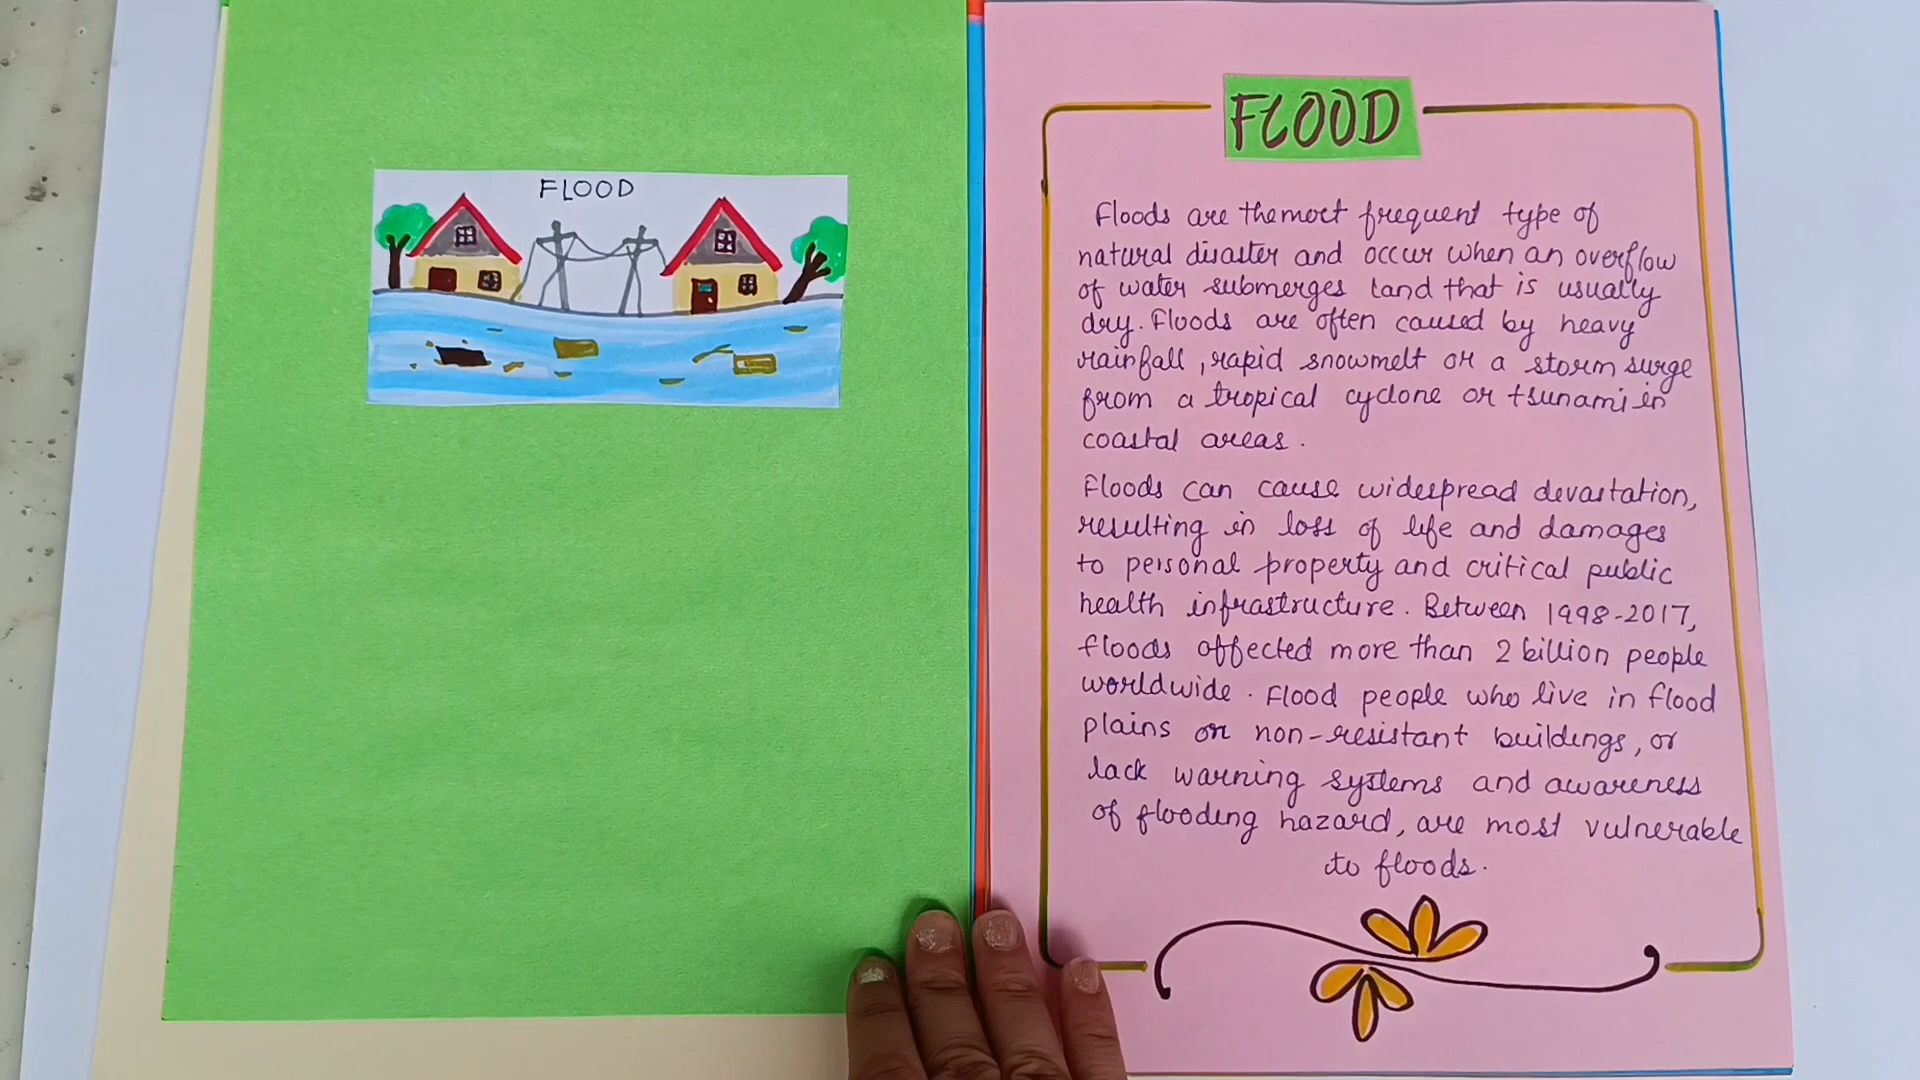 FLOOD
FLOOD
Floods are the most frequent type of
natural disaster and occur when an overflow
of water submerges land that is usually
dry. Floods are often caused by heavy
rainfall, rapid snowmelt or a storm surge
from a tropical cyclone or tsunami in
coastal areas.
Floods can cause widespread devastation,
resulting in loss of life and damages
to personal property and critical public
health infrastructure. Between 1998-2017,
floods affected more than 2 billion people
worldwide. Flood people who live in flood
plains or non-resistant buildings, or
lack warning systems and awareness
of flooding hazard, are most vulnerable
to floods.